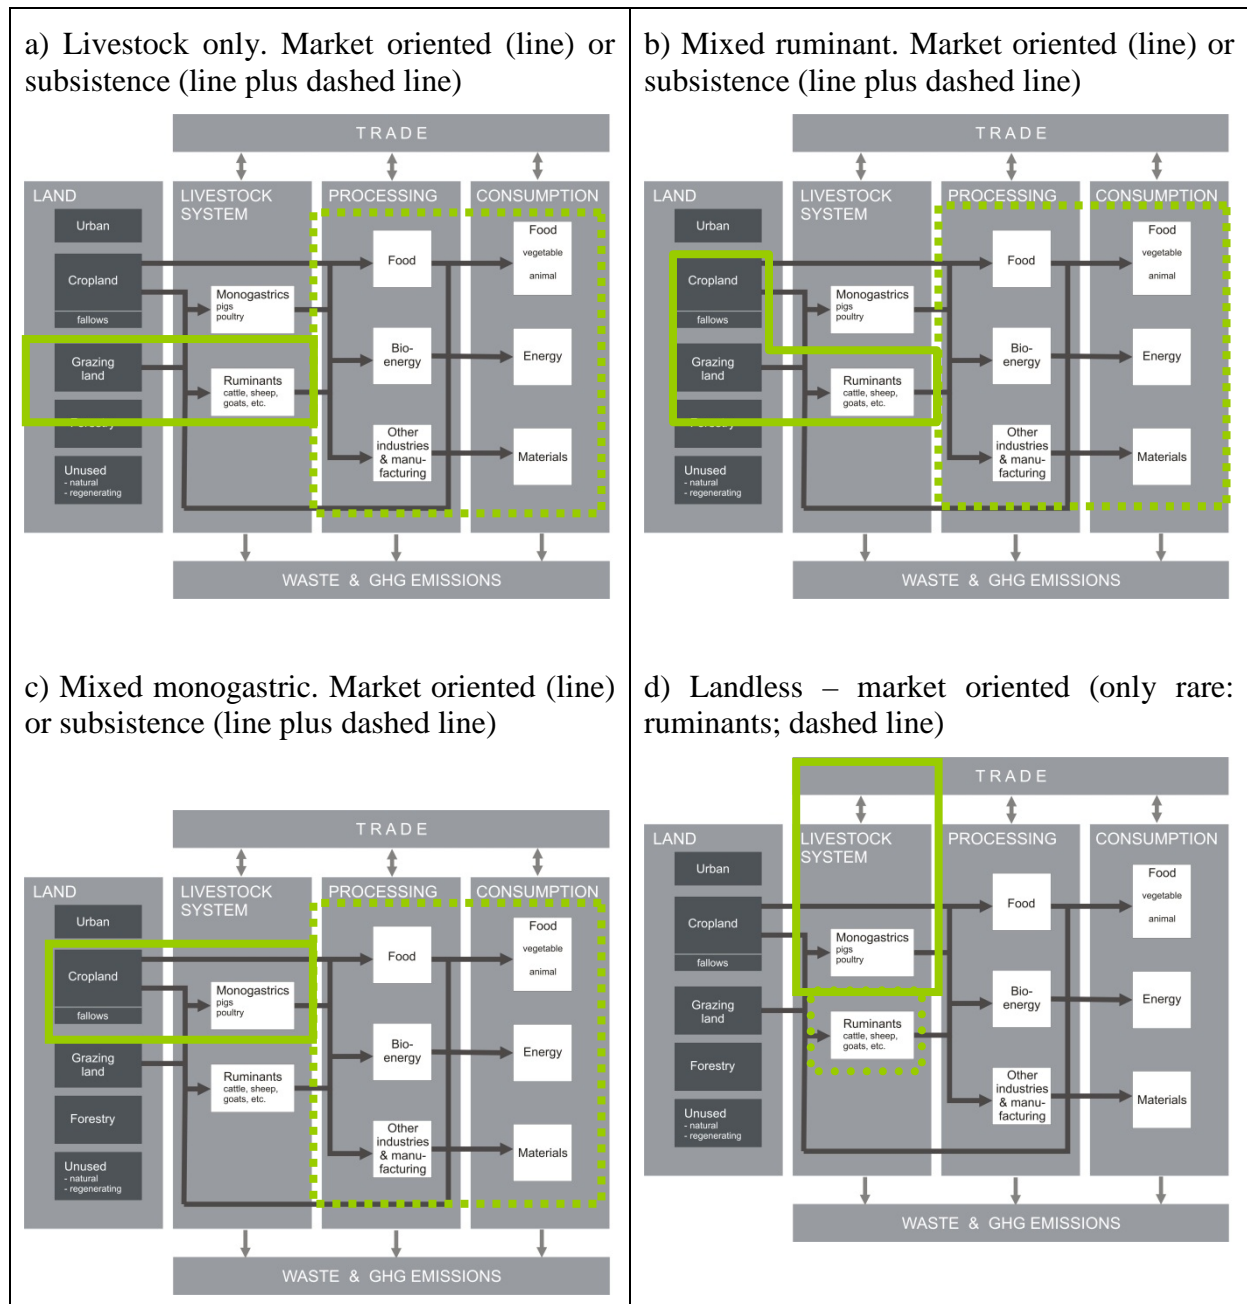 a) Livestock only. Market oriented (line) or
subsistence (line plus dashed line)
TRADE
LAND
LIVESTOCK
SYSTEM
PROCESSING
CONSUMPTION
Urban
Cropland
fallows
Grazing
land
Forestry
Unused
- natural
- regenerating
Monogastrics
pigs
poultry
Ruminants
cattle, sheep,
goats, etc.
Food
Bio-
energy
Other
industries
& manu-
facturing
Food
vegetable
animal
Energy
Materials
WASTE & GHG EMISSIONS
b) Mixed ruminant. Market oriented (line) or
subsistence (line plus dashed line)
TRADE
LAND
LIVESTOCK
SYSTEM
PROCESSING
CONSUMPTION
Urban
Cropland
fallows
Grazing
land
Forestry
Unused
- natural
- regenerating
Monogastrics
pigs
poultry
Ruminants
cattle, sheep,
goats, etc.
Food
Bio-
energy
Other
industries
& manu-
facturing
Food
vegetable
animal
Energy
Materials
WASTE & GHG EMISSIONS
c) Mixed monogastric. Market oriented (line)
or subsistence (line plus dashed line)
TRADE
LAND
LIVESTOCK
SYSTEM
PROCESSING
CONSUMPTION
Urban
Cropland
fallows
Grazing
land
Forestry
Unused
- natural
- regenerating
Monogastrics
pigs
poultry
Ruminants
cattle, sheep,
goats, etc.
Food
Bio-
energy
Other
industries
& manu-
facturing
Food
vegetable
animal
Energy
Materials
WASTE & GHG EMISSIONS
d) Landless – market oriented (only rare:
ruminants; dashed line)
TRADE
LAND
LIVESTOCK
SYSTEM
PROCESSING
CONSUMPTION
Urban
Cropland
fallows
Grazing
land
Forestry
Unused
- natural
- regenerating
Monogastrics
pigs
poultry
Ruminants
cattle, sheep,
goats, etc.
Food
Bio-
energy
Other
industries
& manu-
facturing
Food
vegetable
animal
Energy
Materials
WASTE & GHG EMISSIONS